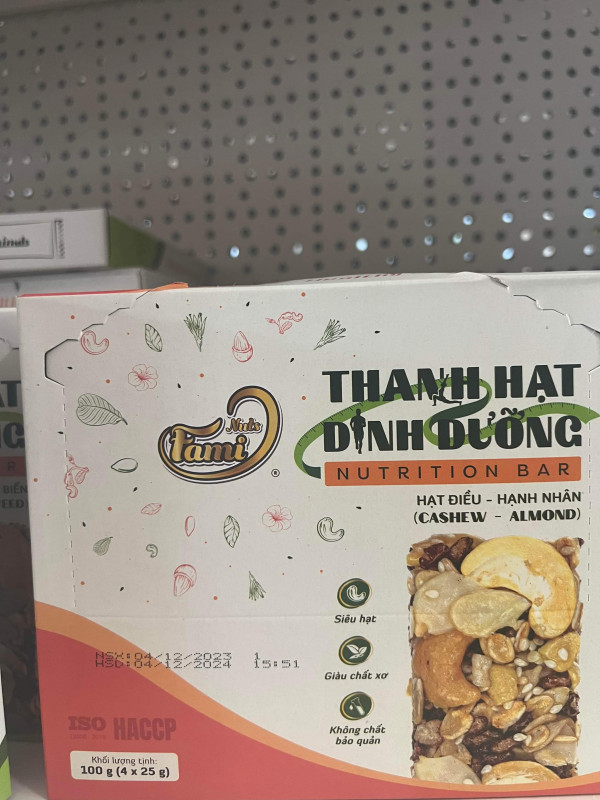 Nuts
Fami
®
THANH HẠT
DINH DƯỠNG
NUTRITION BAR
HẠT ĐIỀU - HẠNH NHÂN
(CASHEW - ALMOND)
Siêu hạt
Giàu chất xơ
Không chất
bảo quản
NSX:04/12/2023 1
HSD:04/12/2024 15:51
ISO HACCP
Khối lượng tịnh:
100 g (4 x 25 g)